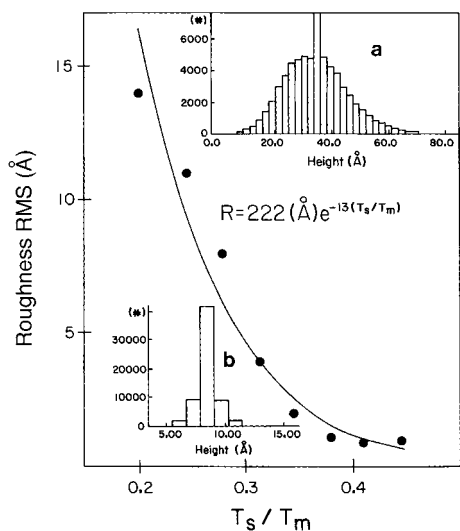 (#)
6000
4000
2000
0.00
0.0 20.0 40.0 60.0 80.0
Height (Å)
a
15
10
5
Roughness RMS (Å)
R=222(Å)e^-13(Ts/Tm)
(#)
30000
20000
10000
0
5.00 10.00 15.00
Height (Å)
b
0.2 0.3 0.4
Ts/Tm